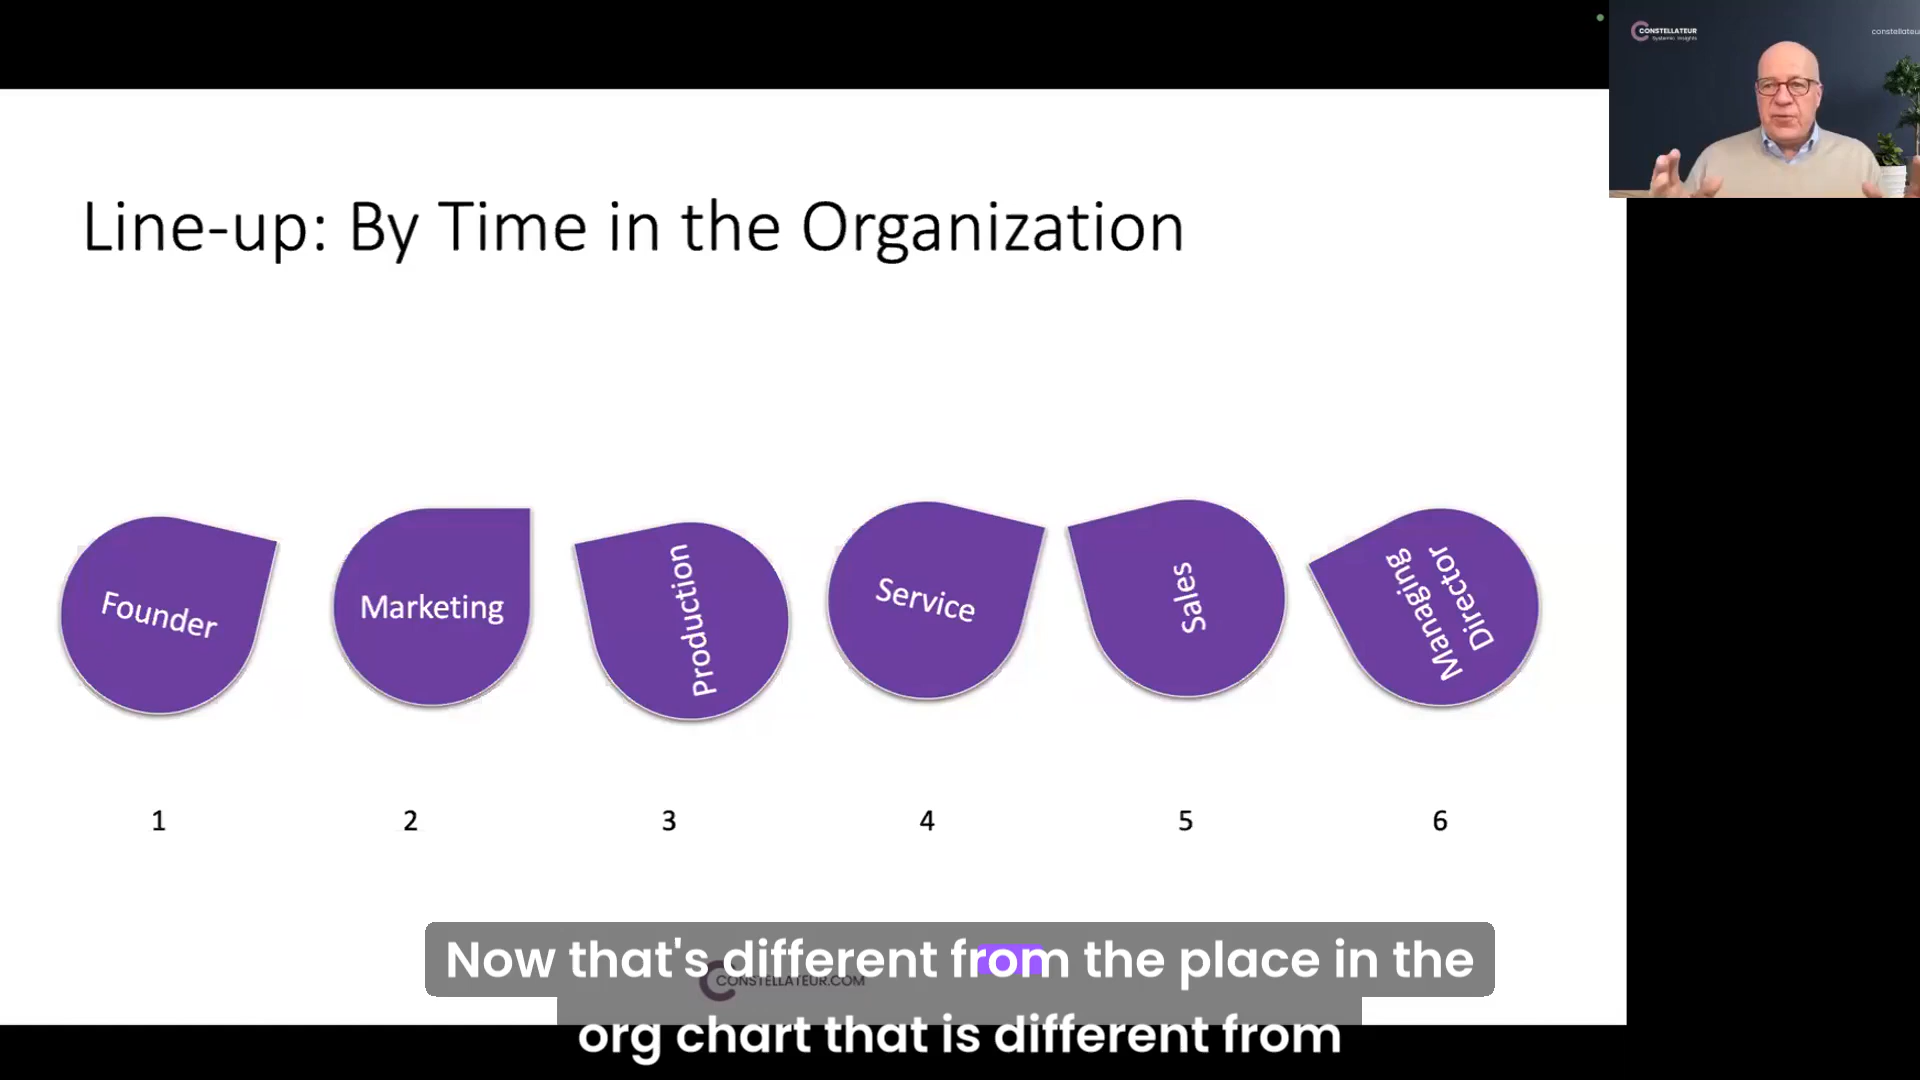 CONSTELLATEUR
Systemic Insights
constellateu
Line-up: By Time in the Organization
Founder
Marketing
Production
Service
Sales
Managing
Director
1
2
3
4
5
6
Now that's different from the place in the
CONSTELLATEUR.COM
org chart that is different from